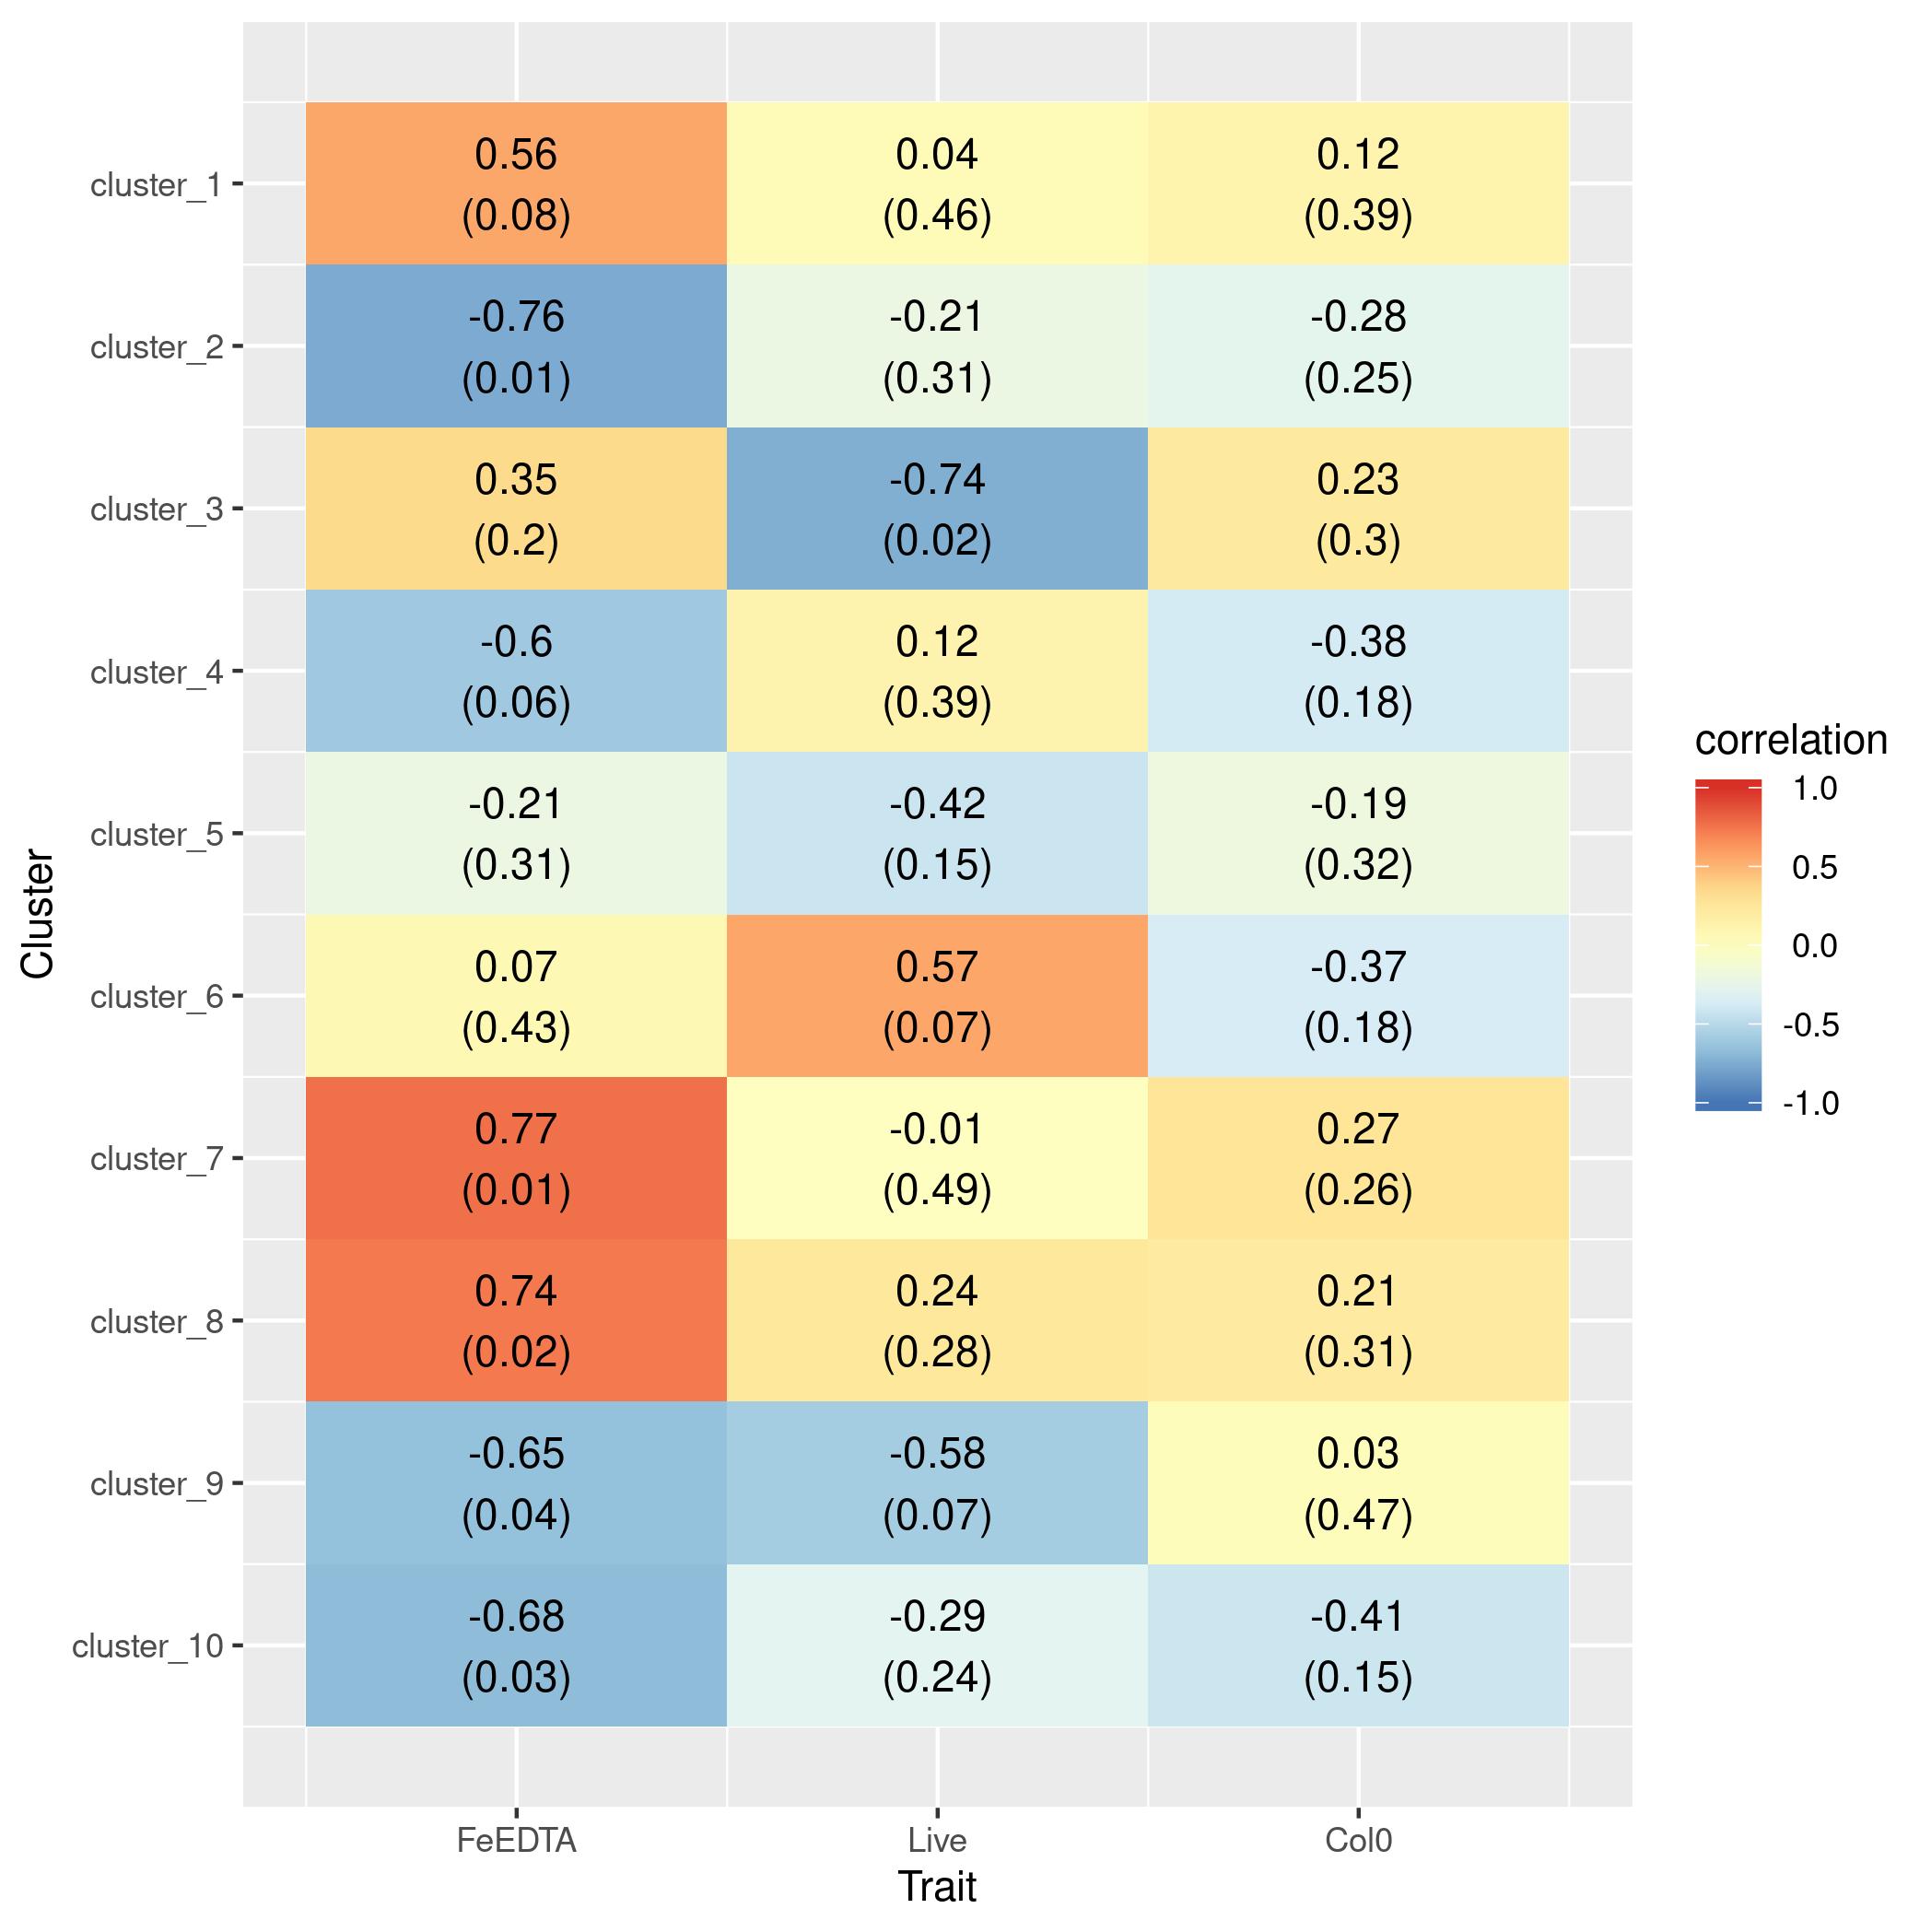 cluster_1 0.56 0.04 0.12
(0.08) (0.46) (0.39)
cluster_2 -0.76 -0.21 -0.28
(0.01) (0.31) (0.25)
cluster_3 0.35 -0.74 0.23
(0.2) (0.02) (0.3)
cluster_4 -0.6 0.12 -0.38
(0.06) (0.39) (0.18)
cluster_5 -0.21 -0.42 -0.19
(0.31) (0.15) (0.32)
cluster_6 0.07 0.57 -0.37
(0.43) (0.07) (0.18)
cluster_7 0.77 -0.01 0.27
(0.01) (0.49) (0.26)
cluster_8 0.74 0.24 0.21
(0.02) (0.28) (0.31)
cluster_9 -0.65 -0.58 0.03
(0.04) (0.07) (0.47)
cluster_10 -0.68 -0.29 -0.41
(0.03) (0.24) (0.15)
FeEDTA Live Col0
Trait
Cluster
correlation
1.0
0.5
0.0
-0.5
-1.0